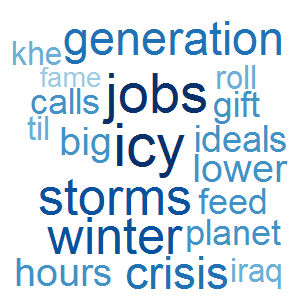 khe generation
fame jobs roll
calls gift
til big icy ideals
lower
storms feed
winter planet
hours crisis iraq